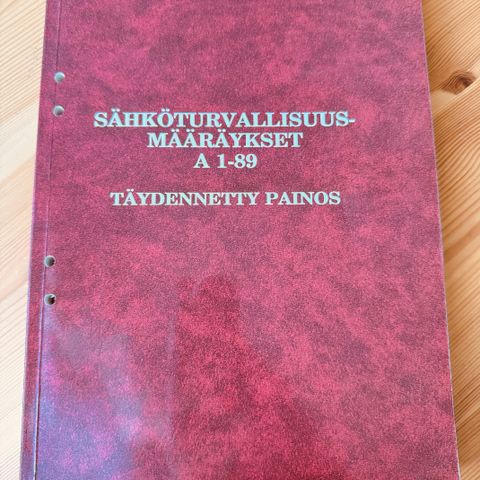 SÄHKÖTURVALLISUUS-
MÄÄRÄYKSET
A 1-89
TÄYDENNETTY PAINOS